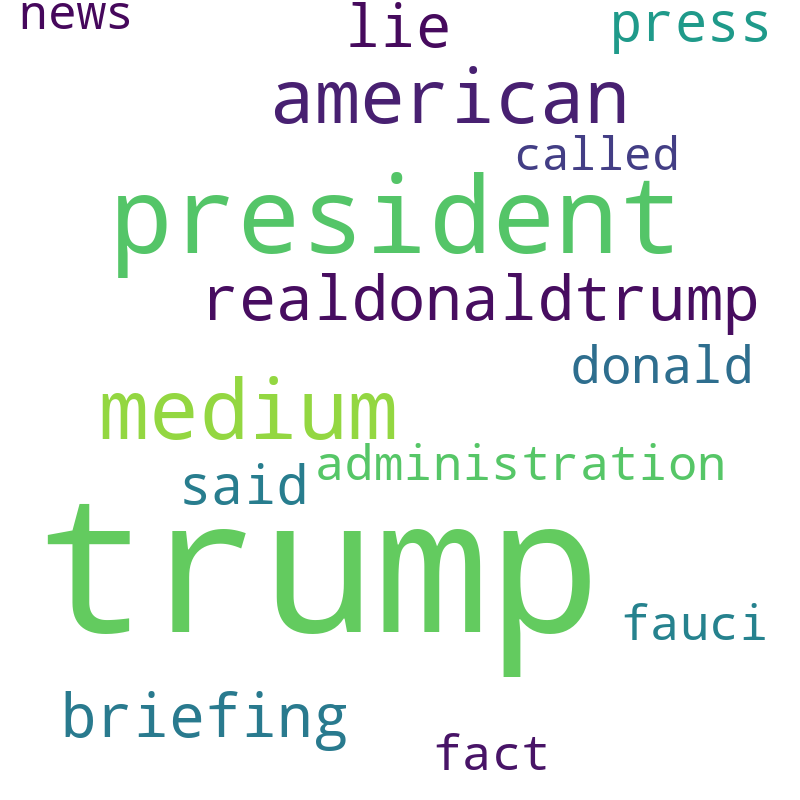 news
lie
press
american
called
president
realdonaldtrump
donald
medium
administration
said
trump
fauci
briefing
fact